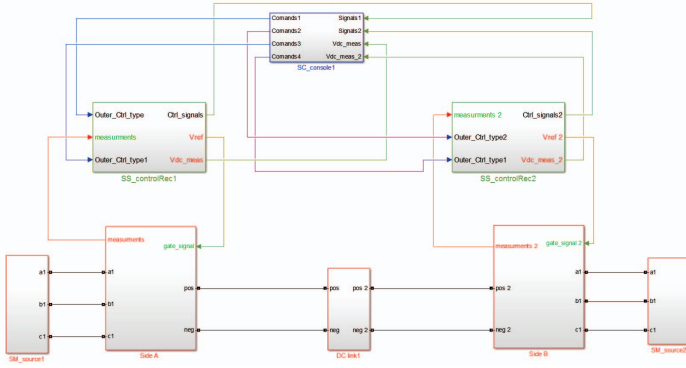 Comands1 Signals1
Comands2 Signals2
Comands3 Vdc_meas
Comands4 Vdc_meas_2
SC_console1
Outer_Ctrl_type Ctrl_signals
measurments Vref
Outer_Ctrl_type1 Vdc_meas
SS_controlRec1
measurments 2 Ctrl_signals2
Outer_Ctrl_type2 Vref 2
Outer_Ctrl_type1 Vdc_meas_2
SS_controlRec2
measurments
gate_signal
measurments 2
gate_signal 2
a1 a1 a1 a1
pos pos pos 2 pos 2
b1 b1 b1 b1
neg neg neg 2 neg 2
c1 c1 c1 c1
SM_source1 Side A DC link1 Side B SM_source2